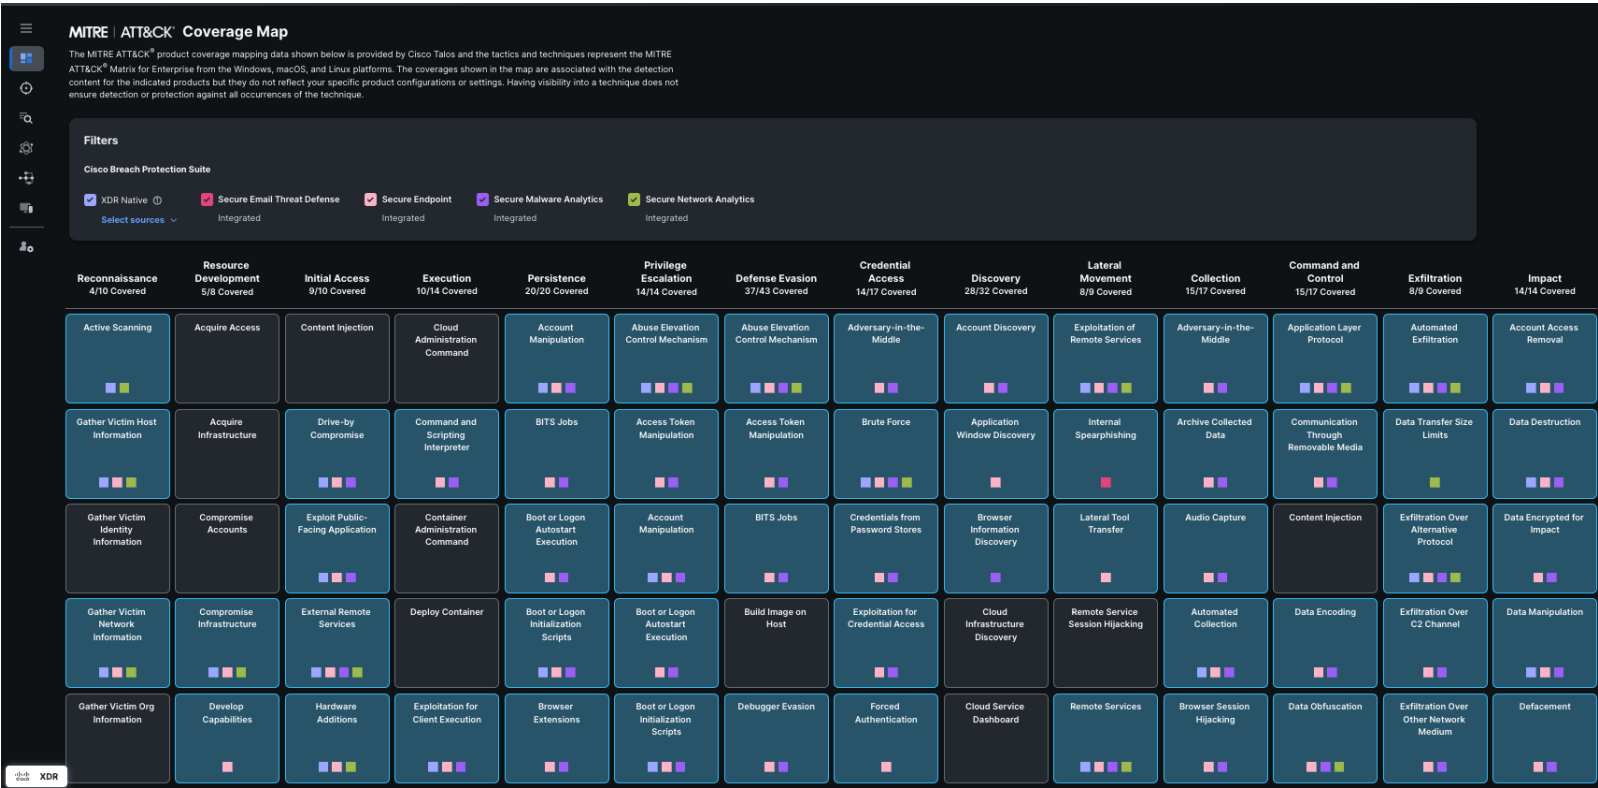 MITRE | ATT&CK® Coverage Map
The MITRE ATT&CK® product coverage mapping data shown below is provided by Cisco Talos and the tactics and techniques represent the MITRE
ATT&CK® Matrix for Enterprise from the Windows, macOS, and Linux platforms. The coverages shown in the map are associated with the detection
content for the indicated products but they do not reflect your specific product configurations or settings. Having visibility into a technique does not
ensure detection or protection against all occurrences of the technique.
Filters
Cisco Breach Protection Suite
XDR Native
Select sources
Secure Email Threat Defense
Integrated
Secure Endpoint
Integrated
Secure Malware Analytics
Integrated
Secure Network Analytics
Integrated
Reconnaissance
4/10 Covered
Resource
Development
5/8 Covered
Initial Access
9/10 Covered
Execution
10/14 Covered
Persistence
20/20 Covered
Privilege
Escalation
14/14 Covered
Defense Evasion
37/43 Covered
Credential
Access
14/17 Covered
Discovery
28/32 Covered
Lateral
Movement
8/9 Covered
Collection
15/17 Covered
Command and
Control
15/17 Covered
Exfiltration
8/9 Covered
Impact
14/14 Covered
Active Scanning
Acquire Access
Content Injection
Cloud
Administration
Command
Account
Manipulation
Abuse Elevation
Control Mechanism
Abuse Elevation
Control Mechanism
Adversary-in-the-
Middle
Account Discovery
Exploitation of
Remote Services
Adversary-in-the-
Middle
Application Layer
Protocol
Automated
Exfiltration
Account Access
Removal
Gather Victim Host
Information
Acquire
Infrastructure
Drive-by
Compromise
Command and
Scripting
Interpreter
BITS Jobs
Access Token
Manipulation
Access Token
Manipulation
Brute Force
Application
Window Discovery
Internal
Spearphishing
Archive Collected
Data
Communication
Through
Removable Media
Data Transfer Size
Limits
Data Destruction
Gather Victim
Identity
Information
Compromise
Accounts
Exploit Public-
Facing Application
Container
Administration
Command
Boot or Logon
Autostart
Execution
Account
Manipulation
BITS Jobs
Credentials from
Password Stores
Browser
Information
Discovery
Lateral Tool
Transfer
Audio Capture
Content Injection
Exfiltration Over
Alternative
Protocol
Data Encrypted for
Impact
Gather Victim
Network
Information
Compromise
Infrastructure
External Remote
Services
Deploy Container
Boot or Logon
Initialization
Scripts
Boot or Logon
Autostart
Execution
Build Image on
Host
Exploitation for
Credential Access
Cloud
Infrastructure
Discovery
Remote Service
Session Hijacking
Automated
Collection
Data Encoding
Exfiltration Over
C2 Channel
Data Manipulation
Gather Victim Org
Information
Develop
Capabilities
Hardware
Additions
Exploitation for
Client Execution
Browser
Extensions
Boot or Logon
Initialization
Scripts
Debugger Evasion
Forced
Authentication
Cloud Service
Dashboard
Remote Services
Browser Session
Hijacking
Data Obfuscation
Exfiltration Over
Other Network
Medium
Defacement
cisco XDR